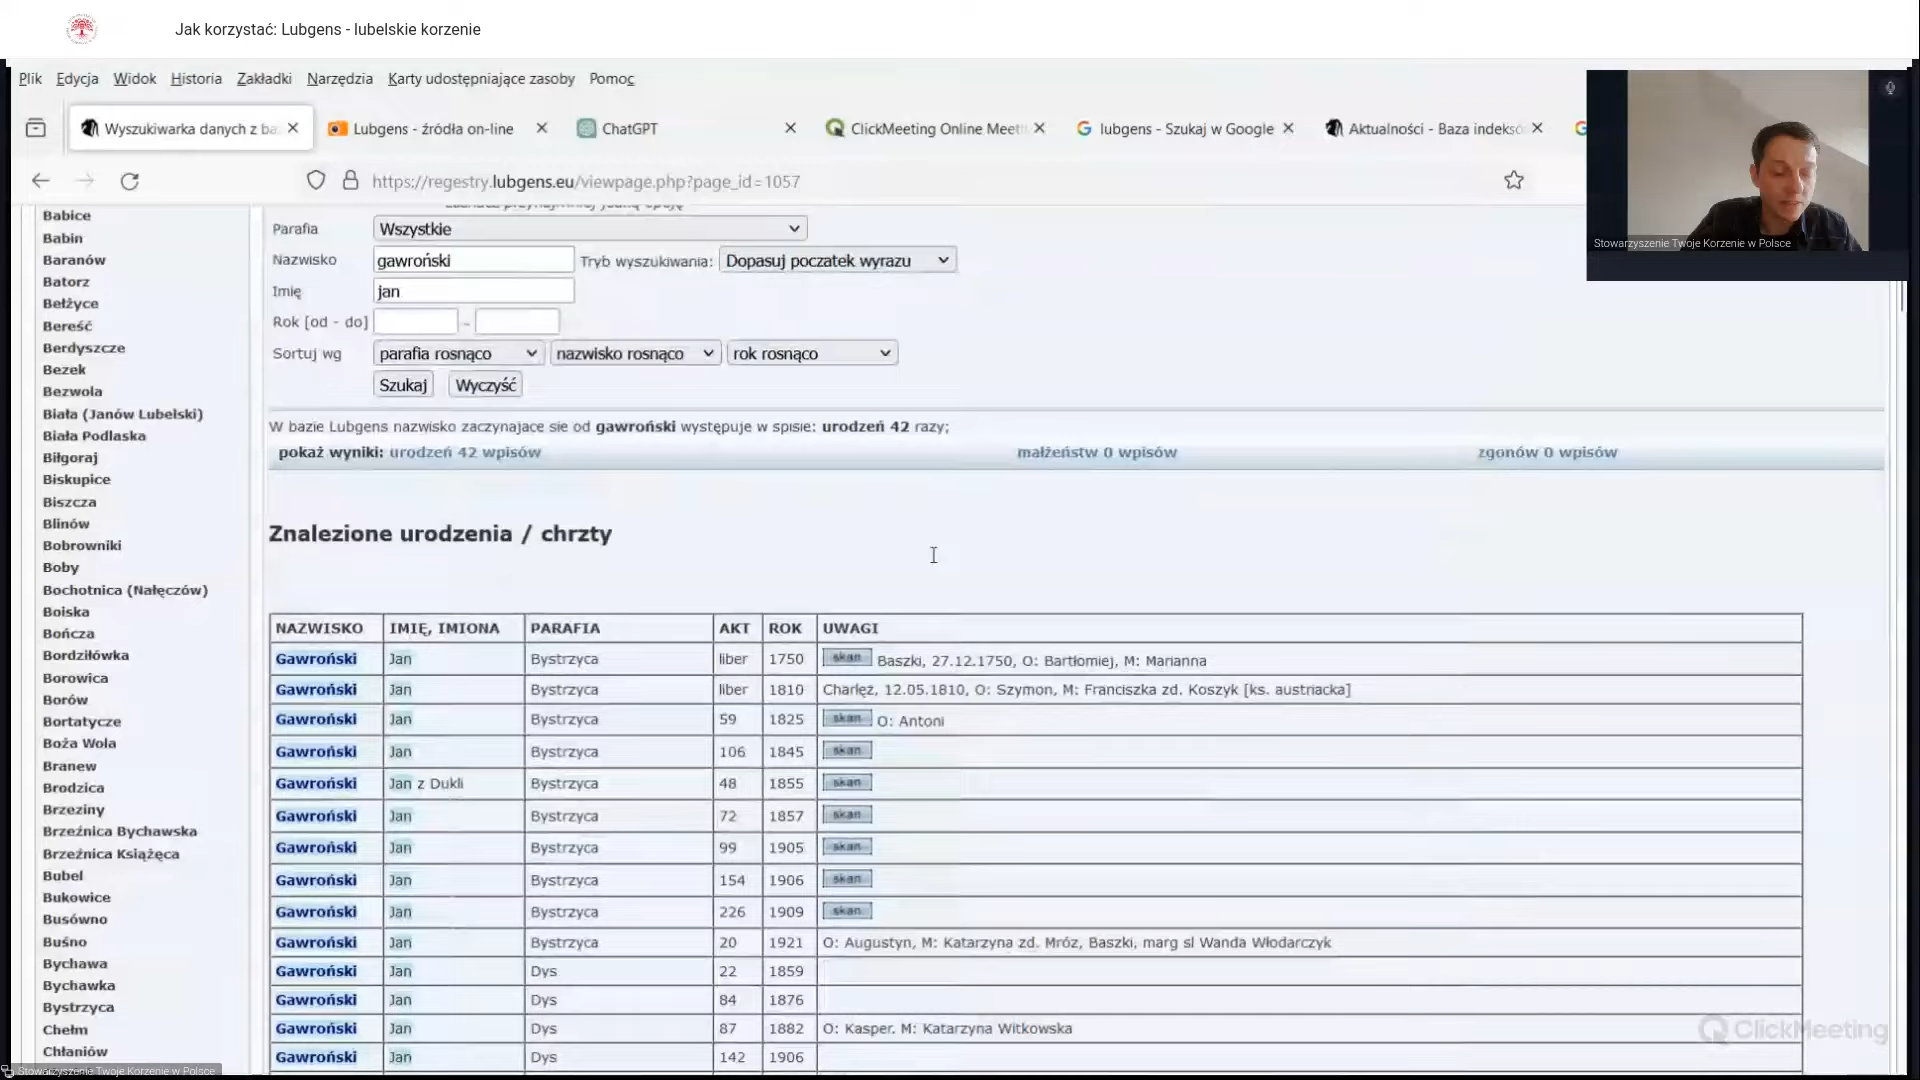 Jak korzystać: Lubgens - lubelskie korzenie
Plik Edycja Widok Historia Zakładki Narzędzia Karty udostępniające zasoby Pomoc
Wyszukiwarka danych z ba Lubgens - źródła on-line ChatGPT ClickMeeting Online Meeti lubgens - Szukaj w Google Aktualności - Baza indeksó
https://regestry.lubgens.eu/viewpage.php?page_id=1057
Stowarzyszenie Twoje Korzenie w Polsce
Babice
Babin
Baranów
Batorz
Bełżyce
Bereść
Berdyszcze
Bezek
Bezwola
Biała (Janów Lubelski)
Biała Podlaska
Biłgoraj
Biskupice
Biszcza
Blinów
Bobrowniki
Boby
Bochotnica (Nałęczów)
Boiska
Bończa
Bordziłówka
Borowica
Borów
Bortatycze
Boża Wola
Branew
Brodzica
Brzeziny
Brzeźnica Bychawska
Brzeźnica Książęca
Bubel
Bukowice
Busówno
Buśno
Bychawa
Bychawka
Bystrzyca
Chełm
Chłaniów
Parafia Wszystkie
Nazwisko gawroński Tryb wyszukiwania: Dopasuj poczatek wyrazu
Imię jan
Rok [od - do] -
Sortuj wg parafia rosnąco nazwisko rosnąco rok rosnąco
Szukaj Wyczyść
W bazie Lubgens nazwisko zaczynajace sie od gawroński występuje w spisie: urodzeń 42 razy;
pokaż wyniki: urodzeń 42 wpisów małżeństw 0 wpisów zgonów 0 wpisów
Znalezione urodzenia / chrzty
NAZWISKO IMIĘ, IMIONA PARAFIA AKT ROK UWAGI
Gawroński Jan Bystrzyca liber 1750 skan Baszki, 27.12.1750, O: Bartłomiej, M: Marianna
Gawroński Jan Bystrzyca liber 1810 Charlęż, 12.05.1810, O: Szymon, M: Franciszka zd. Koszyk [ks. austriacka]
Gawroński Jan Bystrzyca 59 1825 skan O: Antoni
Gawroński Jan Bystrzyca 106 1845 skan
Gawroński Jan z Dukli Bystrzyca 48 1855 skan
Gawroński Jan Bystrzyca 72 1857 skan
Gawroński Jan Bystrzyca 99 1905 skan
Gawroński Jan Bystrzyca 154 1906 skan
Gawroński Jan Bystrzyca 226 1909 skan
Gawroński Jan Bystrzyca 20 1921 O: Augustyn, M: Katarzyna zd. Mróz, Baszki, marg sl Wanda Włodarczyk
Gawroński Jan Dys 22 1859
Gawroński Jan Dys 84 1876
Gawroński Jan Dys 87 1882 O: Kasper. M: Katarzyna Witkowska
Gawroński Jan Dys 142 1906
ClickMeeting
Stowarzyszenie Twoje Korzenie w Polsce